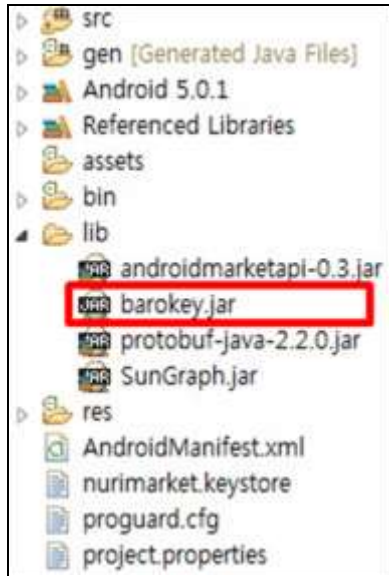 src
gen [Generated Java Files]
Android 5.0.1
Referenced Libraries
assets
bin
lib
androidmarketapi-0.3.jar
barokey.jar
protobuf-java-2.2.0.jar
SunGraph.jar
res
AndroidManifest.xml
nurimarket.keystore
proguard.cfg
project.properties